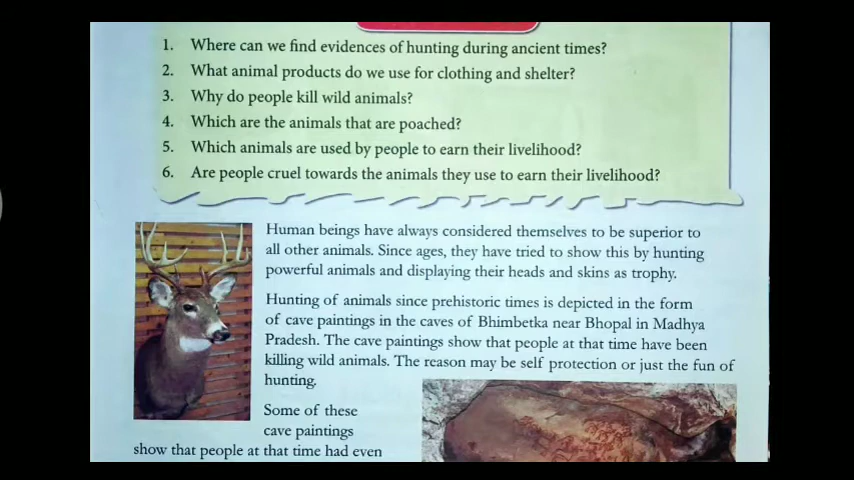 1. Where can we find evidences of hunting during ancient times?
2. What animal products do we use for clothing and shelter?
3. Why do people kill wild animals?
4. Which are the animals that are poached?
5. Which animals are used by people to earn their livelihood?
6. Are people cruel towards the animals they use to earn their livelihood?
Human beings have always considered themselves to be superior to
all other animals. Since ages, they have tried to show this by hunting
powerful animals and displaying their heads and skins as trophy.
Hunting of animals since prehistoric times is depicted in the form
of cave paintings in the caves of Bhimbetka near Bhopal in Madhya
Pradesh. The cave paintings show that people at that time have been
killing wild animals. The reason may be self protection or just the fun of
hunting.
Some of these
cave paintings
show that people at that time had even